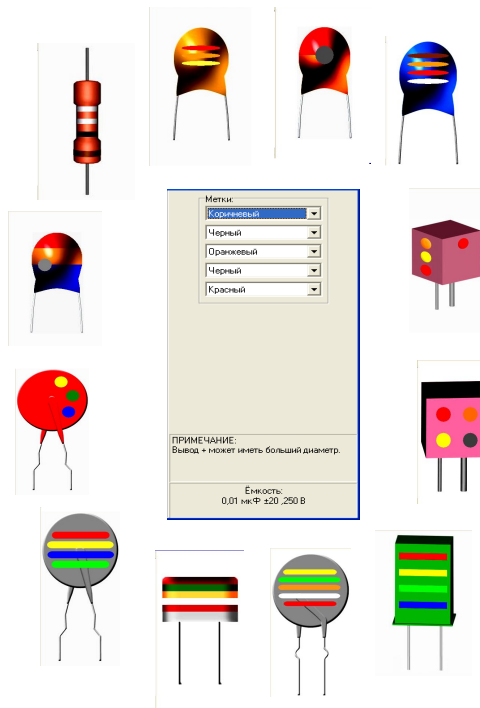 Метки:
Коричневый
Черный
Оранжевый
Черный
Красный
ПРИМЕЧАНИЕ:
Вывод + может иметь больший диаметр.
Ёмкость:
0,01 мкФ ±20 ,250 В